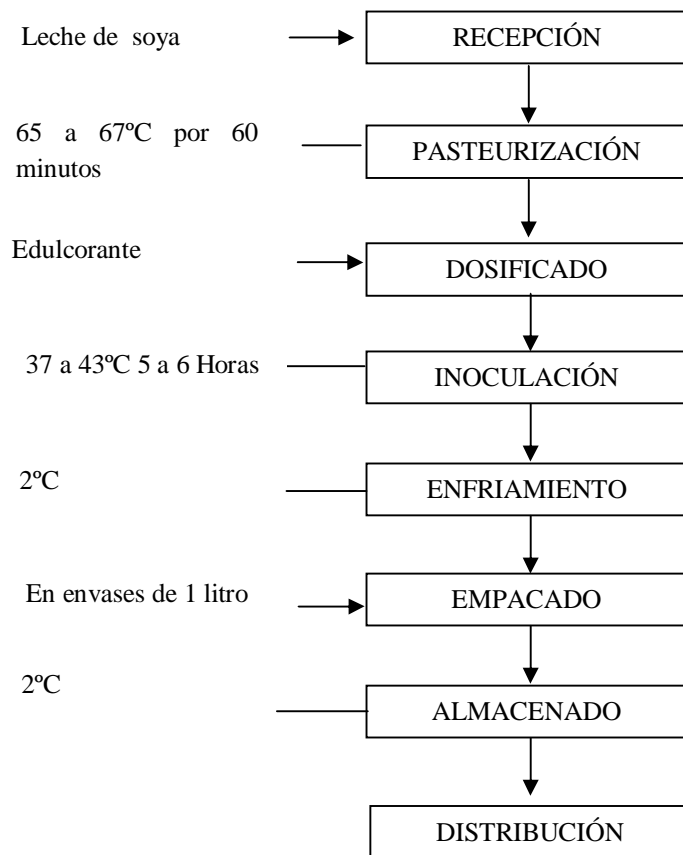 Leche de soya
RECEPCIÓN
65 a 67ºC por 60
minutos
PASTEURIZACIÓN
Edulcorante
DOSIFICADO
37 a 43ºC 5 a 6 Horas
INOCULACIÓN
2ºC
ENFRIAMIENTO
En envases de 1 litro
EMPACADO
2ºC
ALMACENADO
DISTRIBUCIÓN